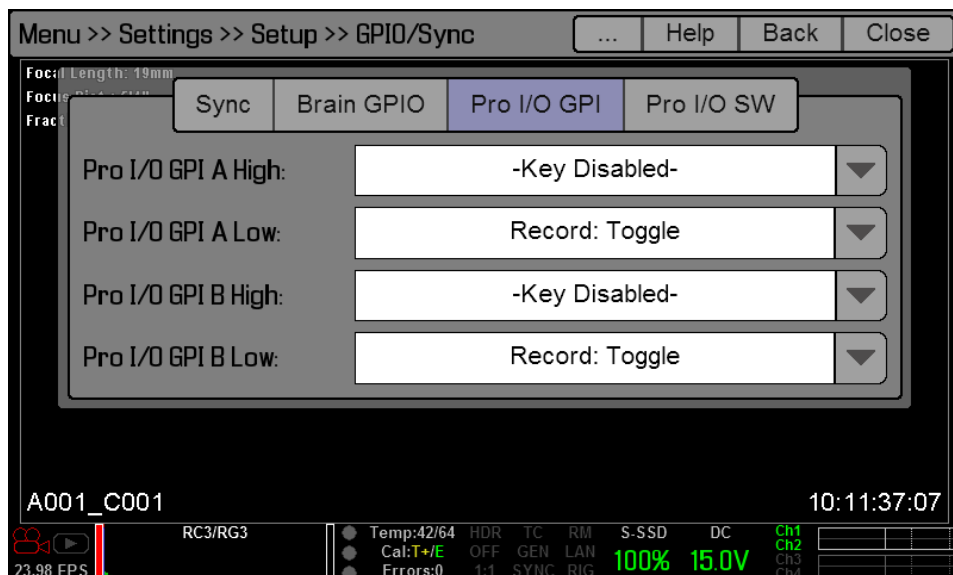 Menu >> Settings >> Setup >> GPIO/Sync ... Help Back Close
Focal Length: 19mm
Focus
Fract
Sync Brain GPIO Pro I/O GPI Pro I/O SW
Pro I/O GPI A High: -Key Disabled-
Pro I/O GPI A Low: Record: Toggle
Pro I/O GPI B High: -Key Disabled-
Pro I/O GPI B Low: Record: Toggle
A001_C001 10:11:37:07
RC3/RG3 Temp:42/64 HDR TC RM S-SSD DC Ch1
Cal:T+/E OFF GEN LAN 100% 15.0V Ch2
23.98 FPS Errors:0 1:1 SYNC RIG Ch3
Ch4